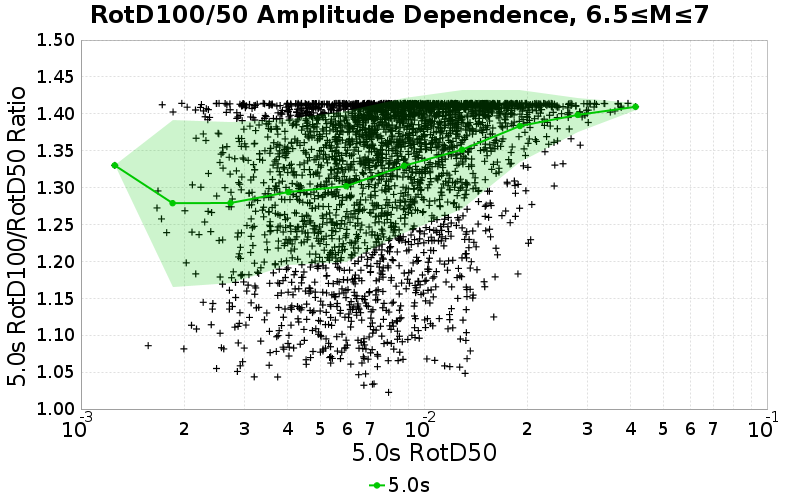 RotD100/50 Amplitude Dependence, 6.5≤M≤7
5.0s RotD100/RotD50 Ratio
1.50
1.45
1.40
1.35
1.30
1.25
1.20
1.15
1.10
1.05
1.00
10-3 2 3 4 5 6 7 10-2 2 3 4 5 6 7 10-1
5.0s RotD50
5.0s